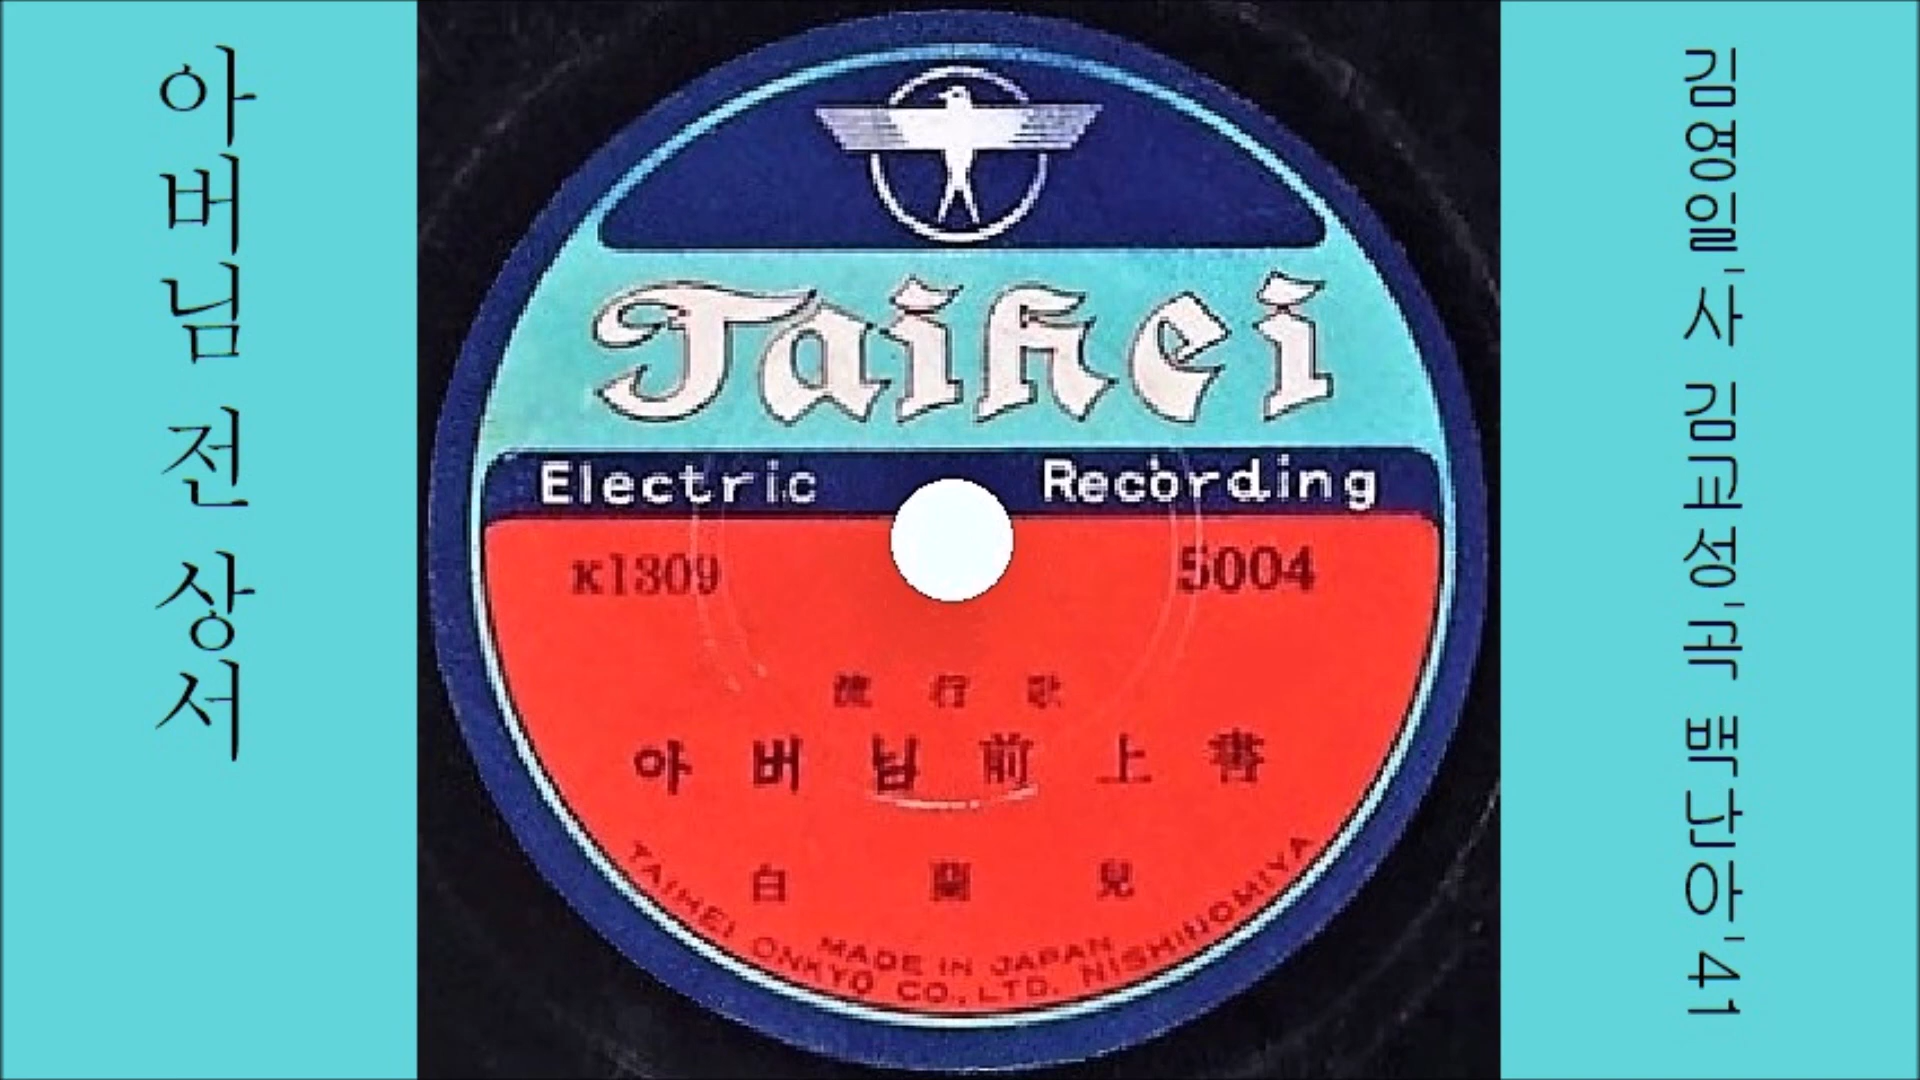 아버님 전 상서
Taihei
Electric Recording
K1309 5004
流行歌
아버님前上書
白蘭兒
MADE IN JAPAN
TAIHEI ONKYO CO., LTD. NISHINOMIYA
김영일'사 김교성'곡 백난아'41